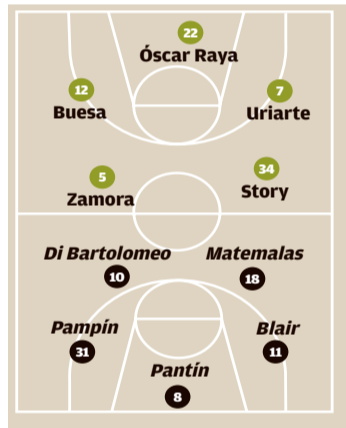 22
Óscar Raya
12
Buesa
7
Uriarte
5
Zamora
34
Story
Di Bartolomeo
10
Matemalas
18
Pampín
31
Blair
11
Pantín
8